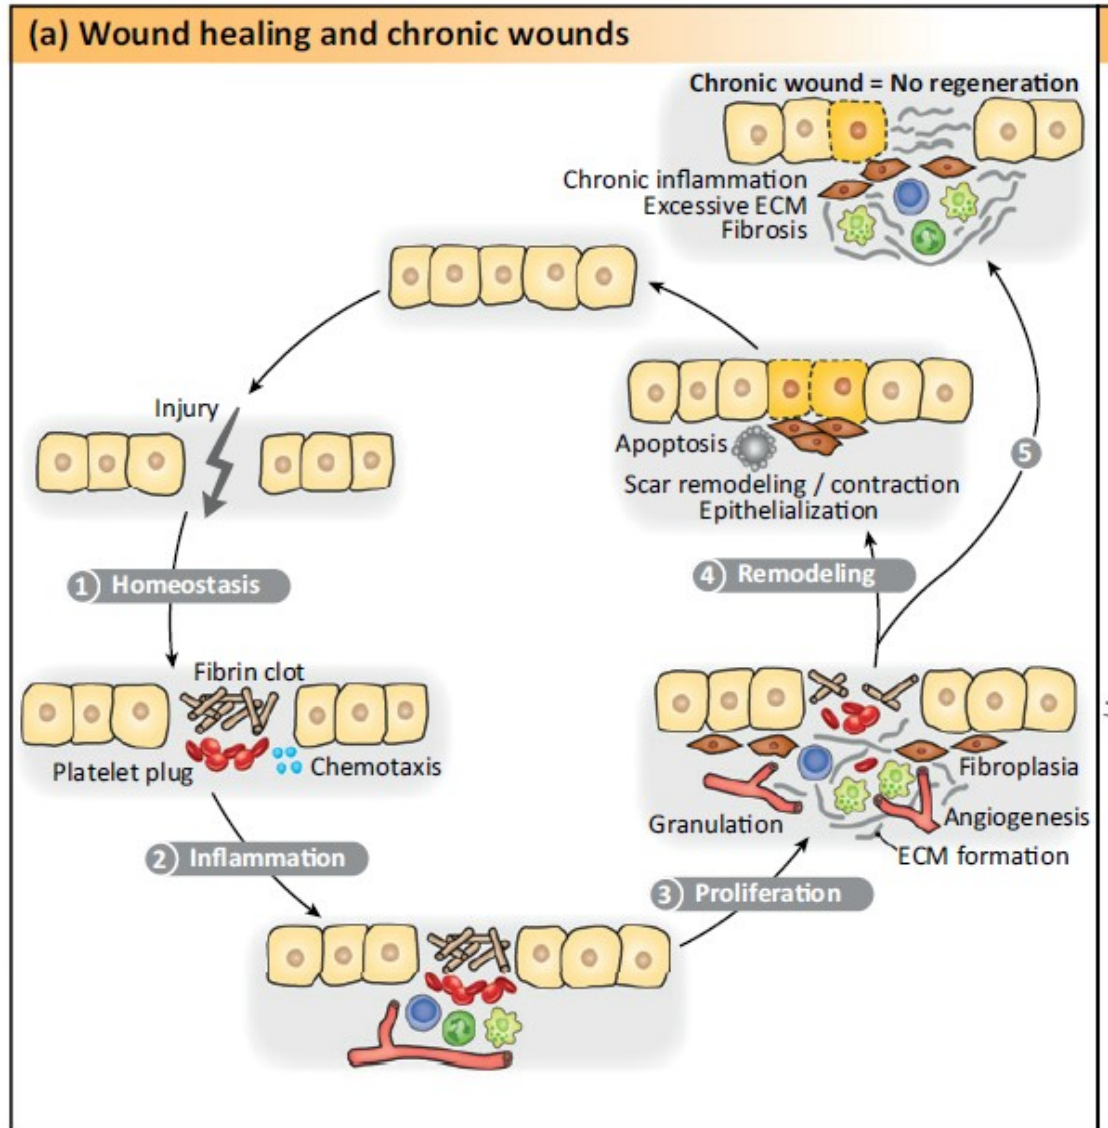 (a) Wound healing and chronic wounds
Chronic wound = No regeneration
Chronic inflammation
Excessive ECM
Fibrosis
Injury
Apoptosis
Scar remodeling / contraction
Epithelialization
5
1 Homeostasis
4 Remodeling
Fibrin clot
Platelet plug
Chemotaxis
Fibroplasia
Granulation
Angiogenesis
ECM formation
2 Inflammation
3 Proliferation